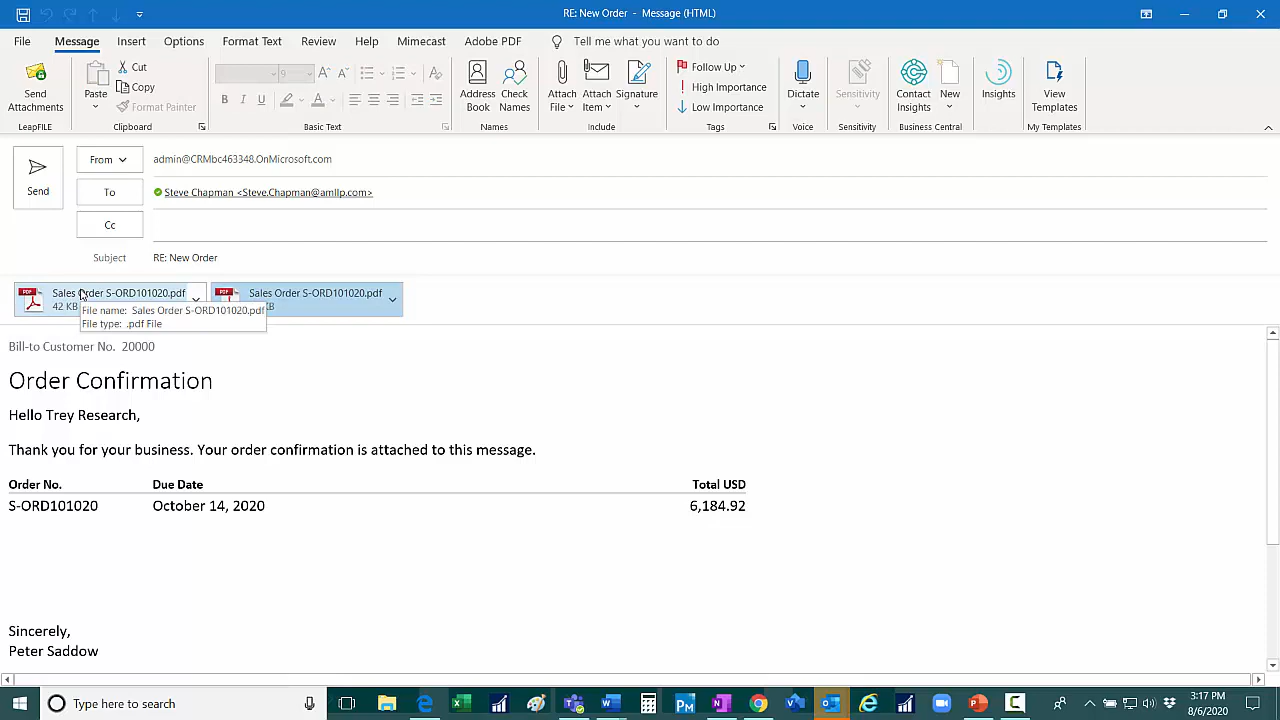 RE: New Order - Message (HTML)
File Message Insert Options Format Text Review Help Mimecast Adobe PDF Tell me what you want to do
Send Attachments
LeapFILE
Paste
Cut
Copy
Format Painter
Clipboard
9
B I U
A
Basic Text
Address Book
Check Names
Names
Attach File
Attach Item
Signature
Include
Follow Up
High Importance
Low Importance
Tags
Dictate
Voice
Sensitivity
Sensitivity
Contact Insights
New
Business Central
Insights
View Templates
My Templates
Send
From admin@CRMbc463348.OnMicrosoft.com
To Steve Chapman <Steve.Chapman@amllp.com>
Cc
Subject RE: New Order
PDF Sales Order S-ORD101020.pdf
42 KB
PDF Sales Order S-ORD101020.pdf
KB
File name: Sales Order S-ORD101020.pdf
File type: .pdf File
Bill-to Customer No. 20000
Order Confirmation
Hello Trey Research,
Thank you for your business. Your order confirmation is attached to this message.
Order No. Due Date Total USD
S-ORD101020 October 14, 2020 6,184.92
Sincerely,
Peter Saddow
Type here to search
3:17 PM
8/6/2020